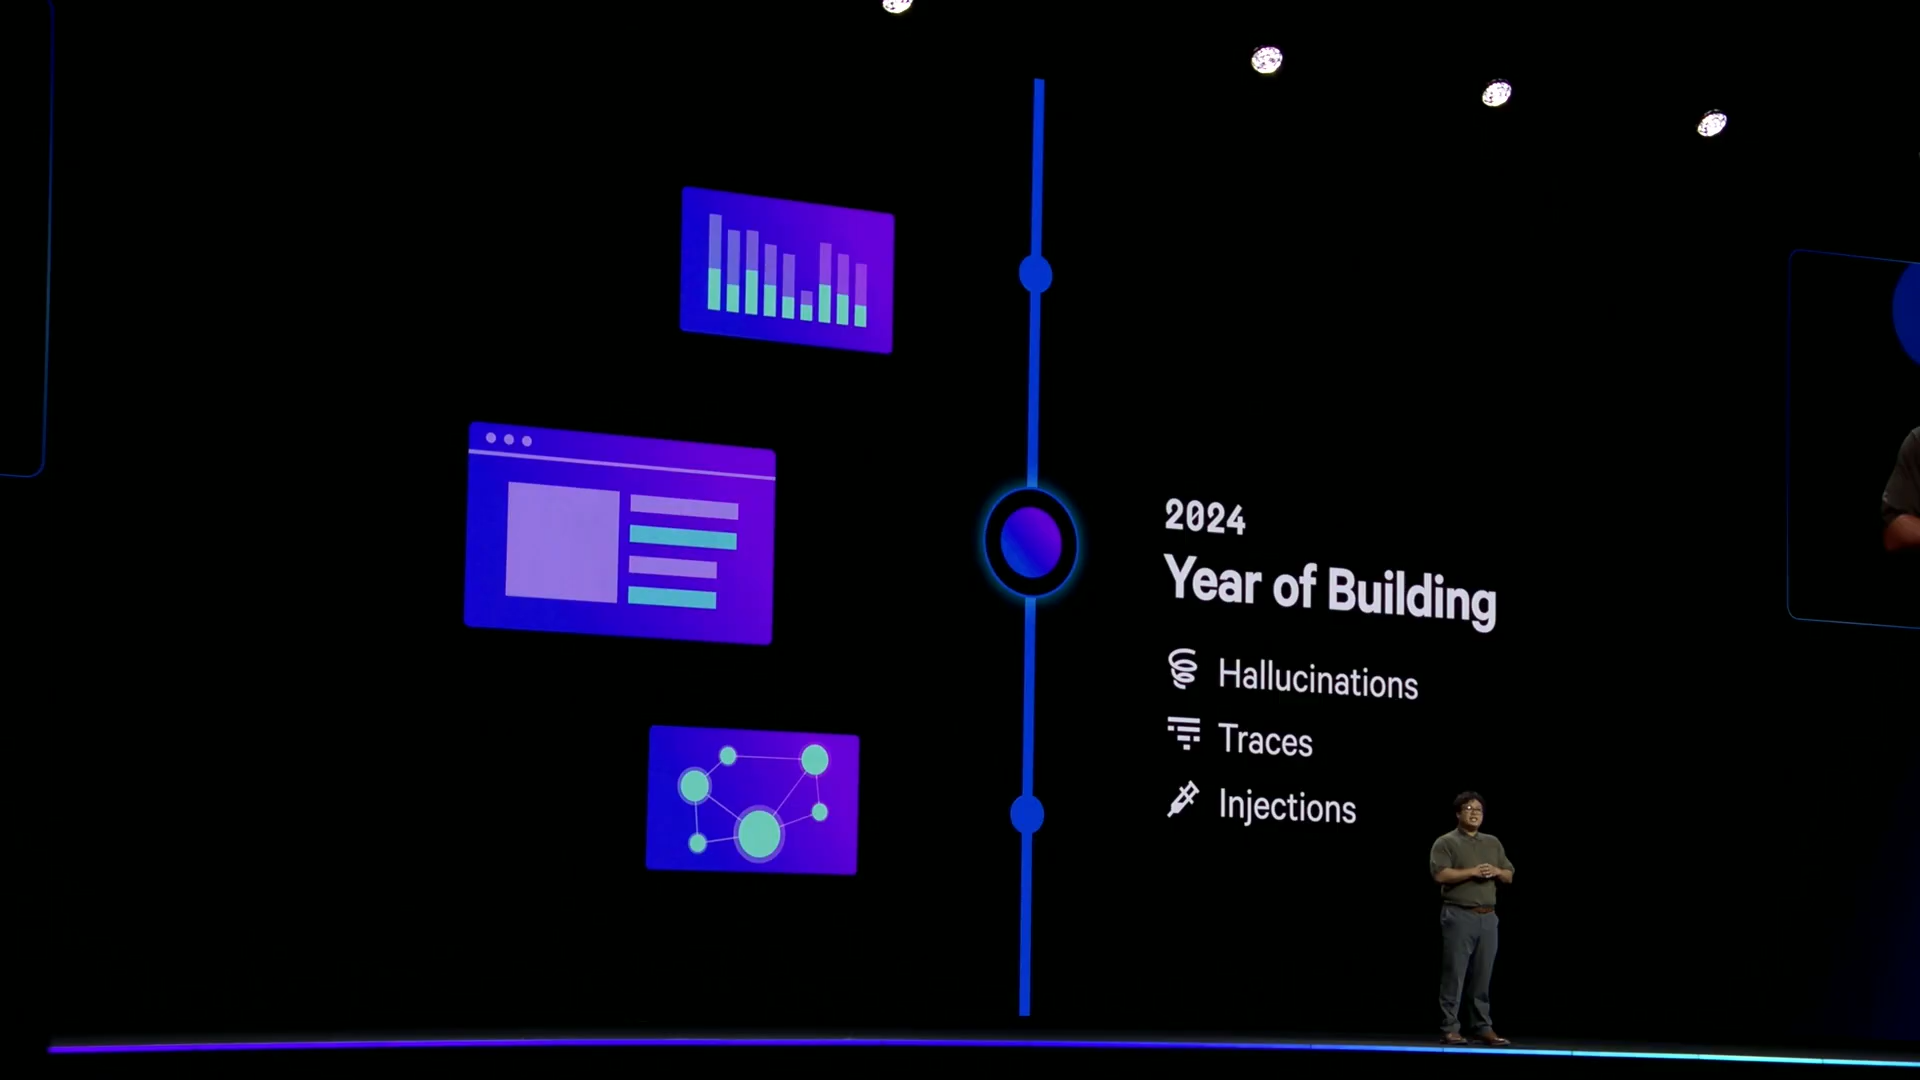 2024
Year of Building
Hallucinations
Traces
Injections